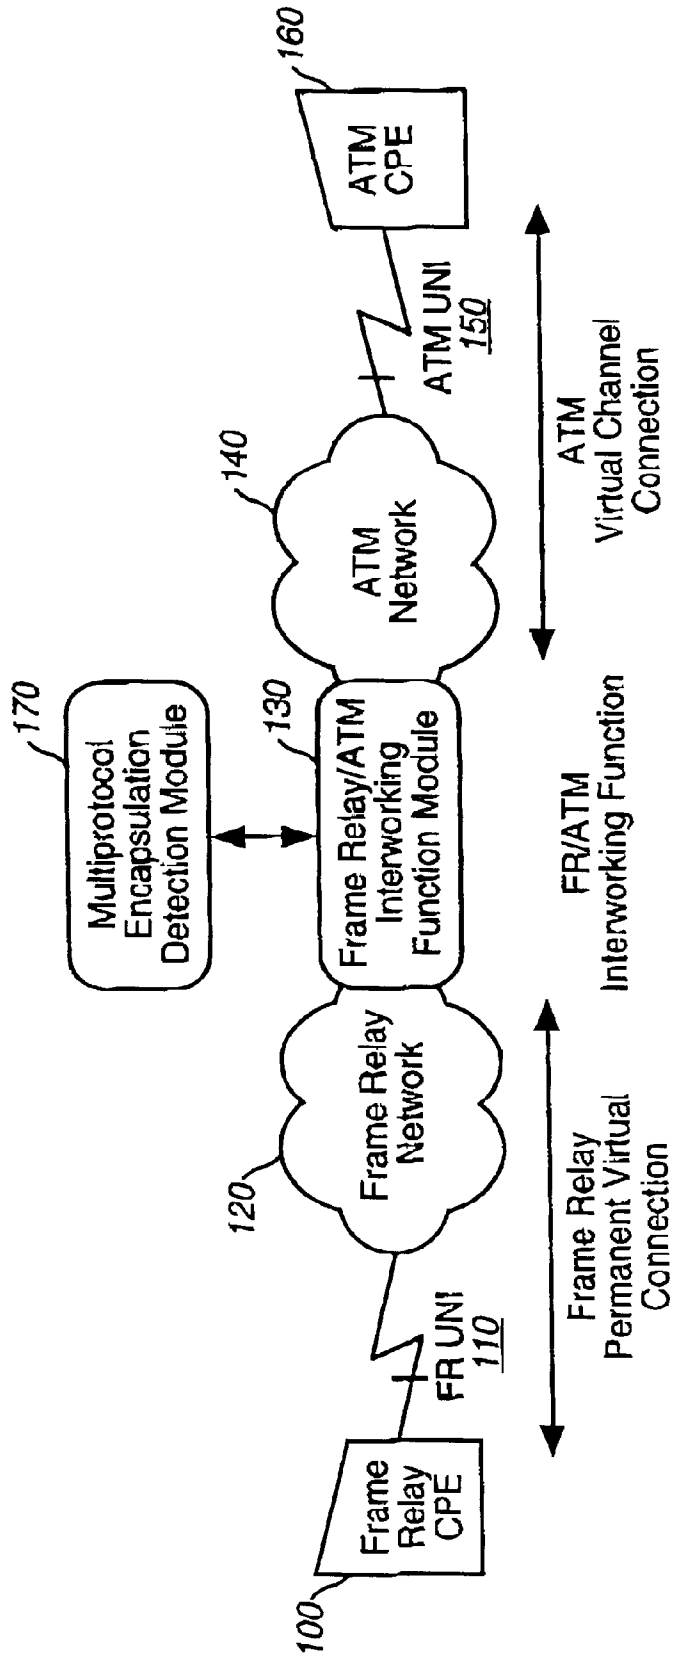 170
Multiprotocol
Encapsulation
Detection Module
160
ATM
CPE
140
ATM
Network
130
Frame Relay/ATM
Interworking
Function Module
120
Frame Relay
Network
100
Frame
Relay
CPE
FR UNI
110
ATM UNI
150
Frame Relay
Permanent Virtual
Connection
FR/ATM
Interworking Function
ATM
Virtual Channel
Connection